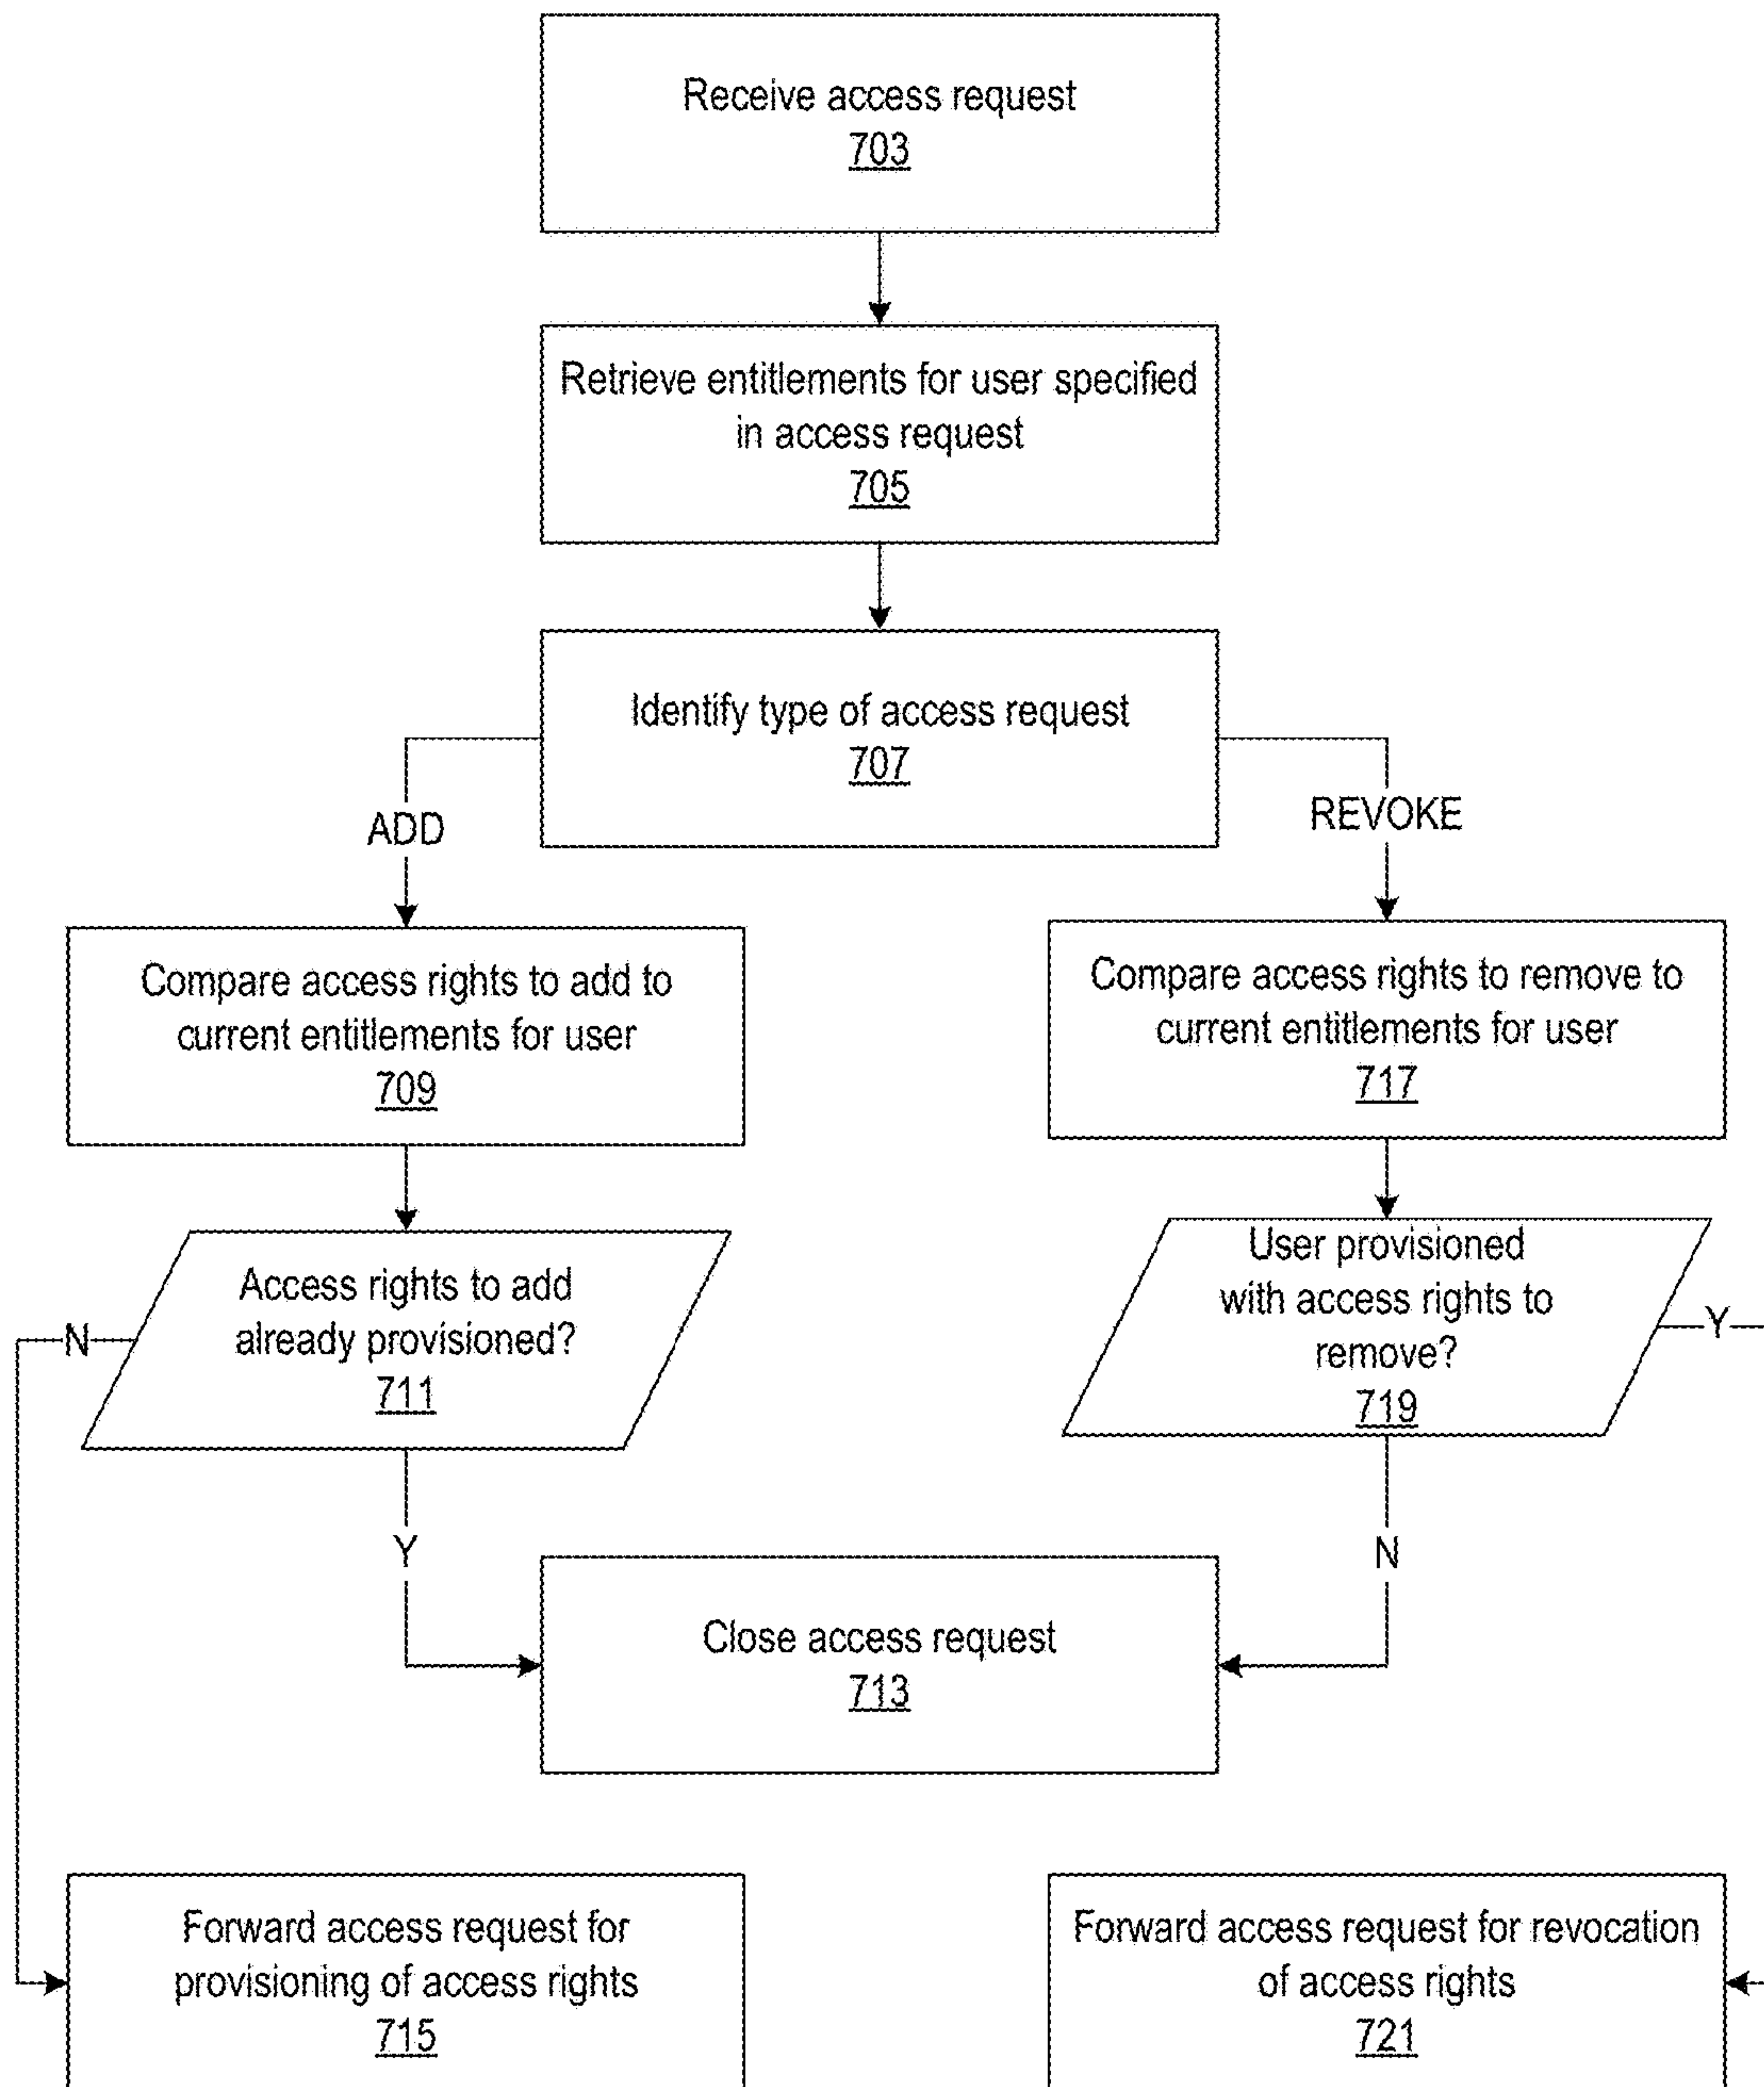 Receive access request
703
Retrieve entitlements for user specified
in access request
705
Identify type of access request
707
ADD
REVOKE
Compare access rights to add to
current entitlements for user
709
Compare access rights to remove to
current entitlements for user
717
Access rights to add
already provisioned?
711
N
User provisioned
with access rights to
remove?
719
Y
Y
N
Close access request
713
Forward access request for
provisioning of access rights
715
Forward access request for revocation
of access rights
721